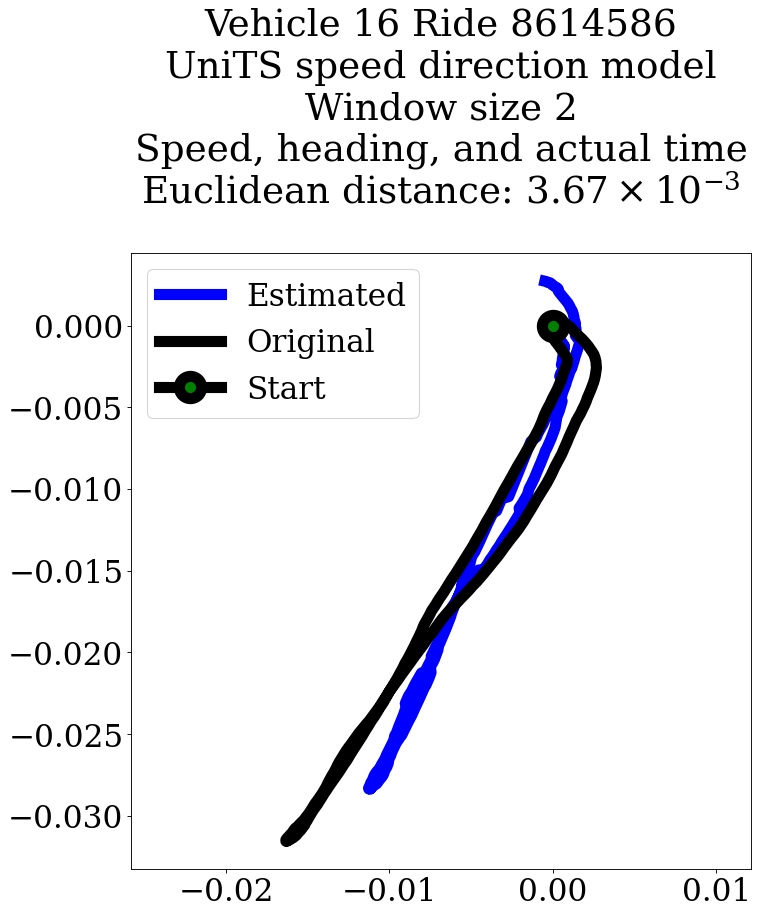 Vehicle 16 Ride 8614586
UniTS speed direction model
Window size 2
Speed, heading, and actual time
Euclidean distance: $3.67 \times 10^{-3}$
Estimated
Original
Start
0.000
−0.005
−0.010
−0.015
−0.020
−0.025
−0.030
−0.02 −0.01 0.00 0.01